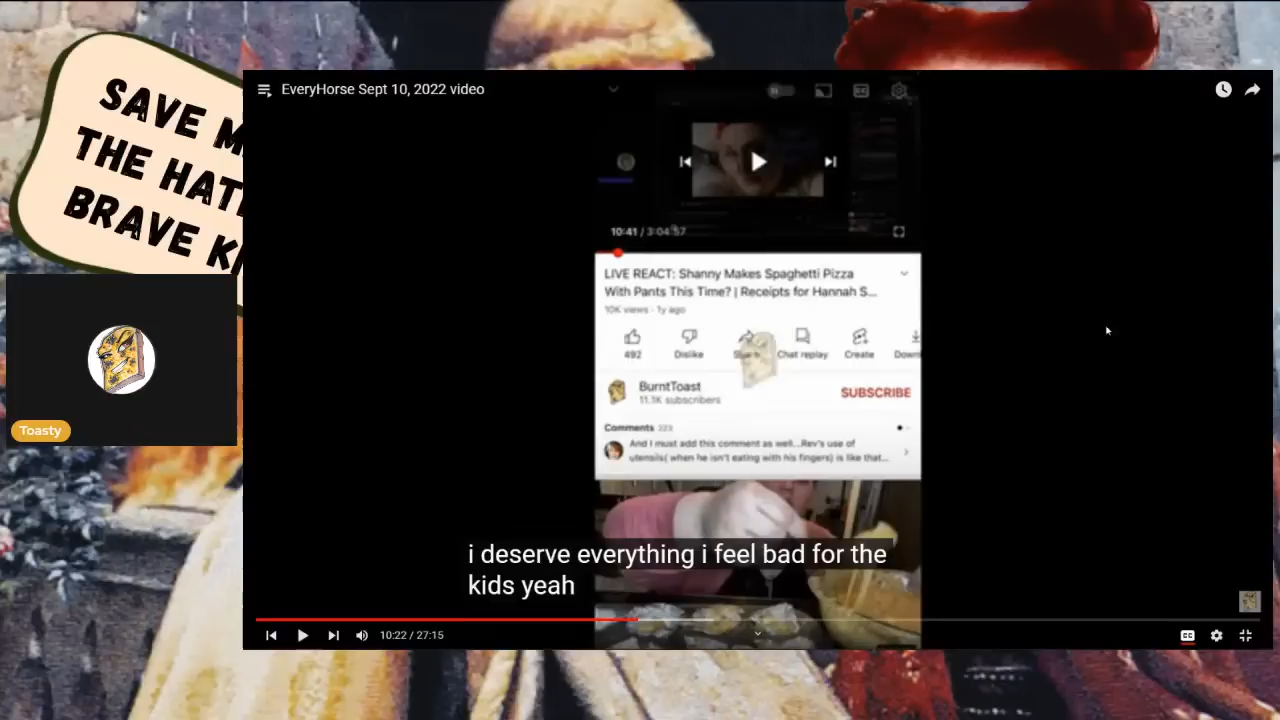 SAVE M
THE HAT
BRAVE K
EveryHorse Sept 10, 2022 video
10:41 / 3:04:57
LIVE REACT: Shanny Makes Spaghetti Pizza
With Pants This Time? | Receipts for Hannah S...
10K views · 1y ago
492
Dislike
Chat replay
Create
Down
BurntToast
11.1K subscribers
SUBSCRIBE
Comments 223
And I must add this comment as well...Rev's use of
utensils( when he isn't eating with his fingers) is like that...
Toasty
i deserve everything i feel bad for the
kids yeah
10:22 / 27:15
CC